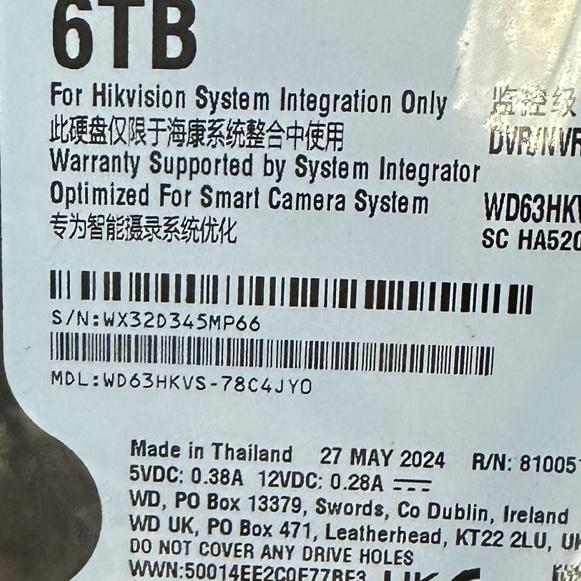 6TB
For Hikvision System Integration Only
监控级
此硬盘仅限于海康系统整合中使用
DVR/NVR
Warranty Supported by System Integrator
Optimized For Smart Camera System
WD63HKV
专为智能摄录系统优化
SC HA520
S/N:WX32D345MP66
MDL:WD63HKVS-78C4JY0
Made in Thailand 27 MAY 2024 R/N: 810051
5VDC: 0.38A 12VDC: 0.28A
WD, PO Box 13379, Swords, Co Dublin, Ireland
WD UK, PO Box 471, Leatherhead, KT22 2LU, UK
DO NOT COVER ANY DRIVE HOLES
WWN:50014EE2C0F77BF3